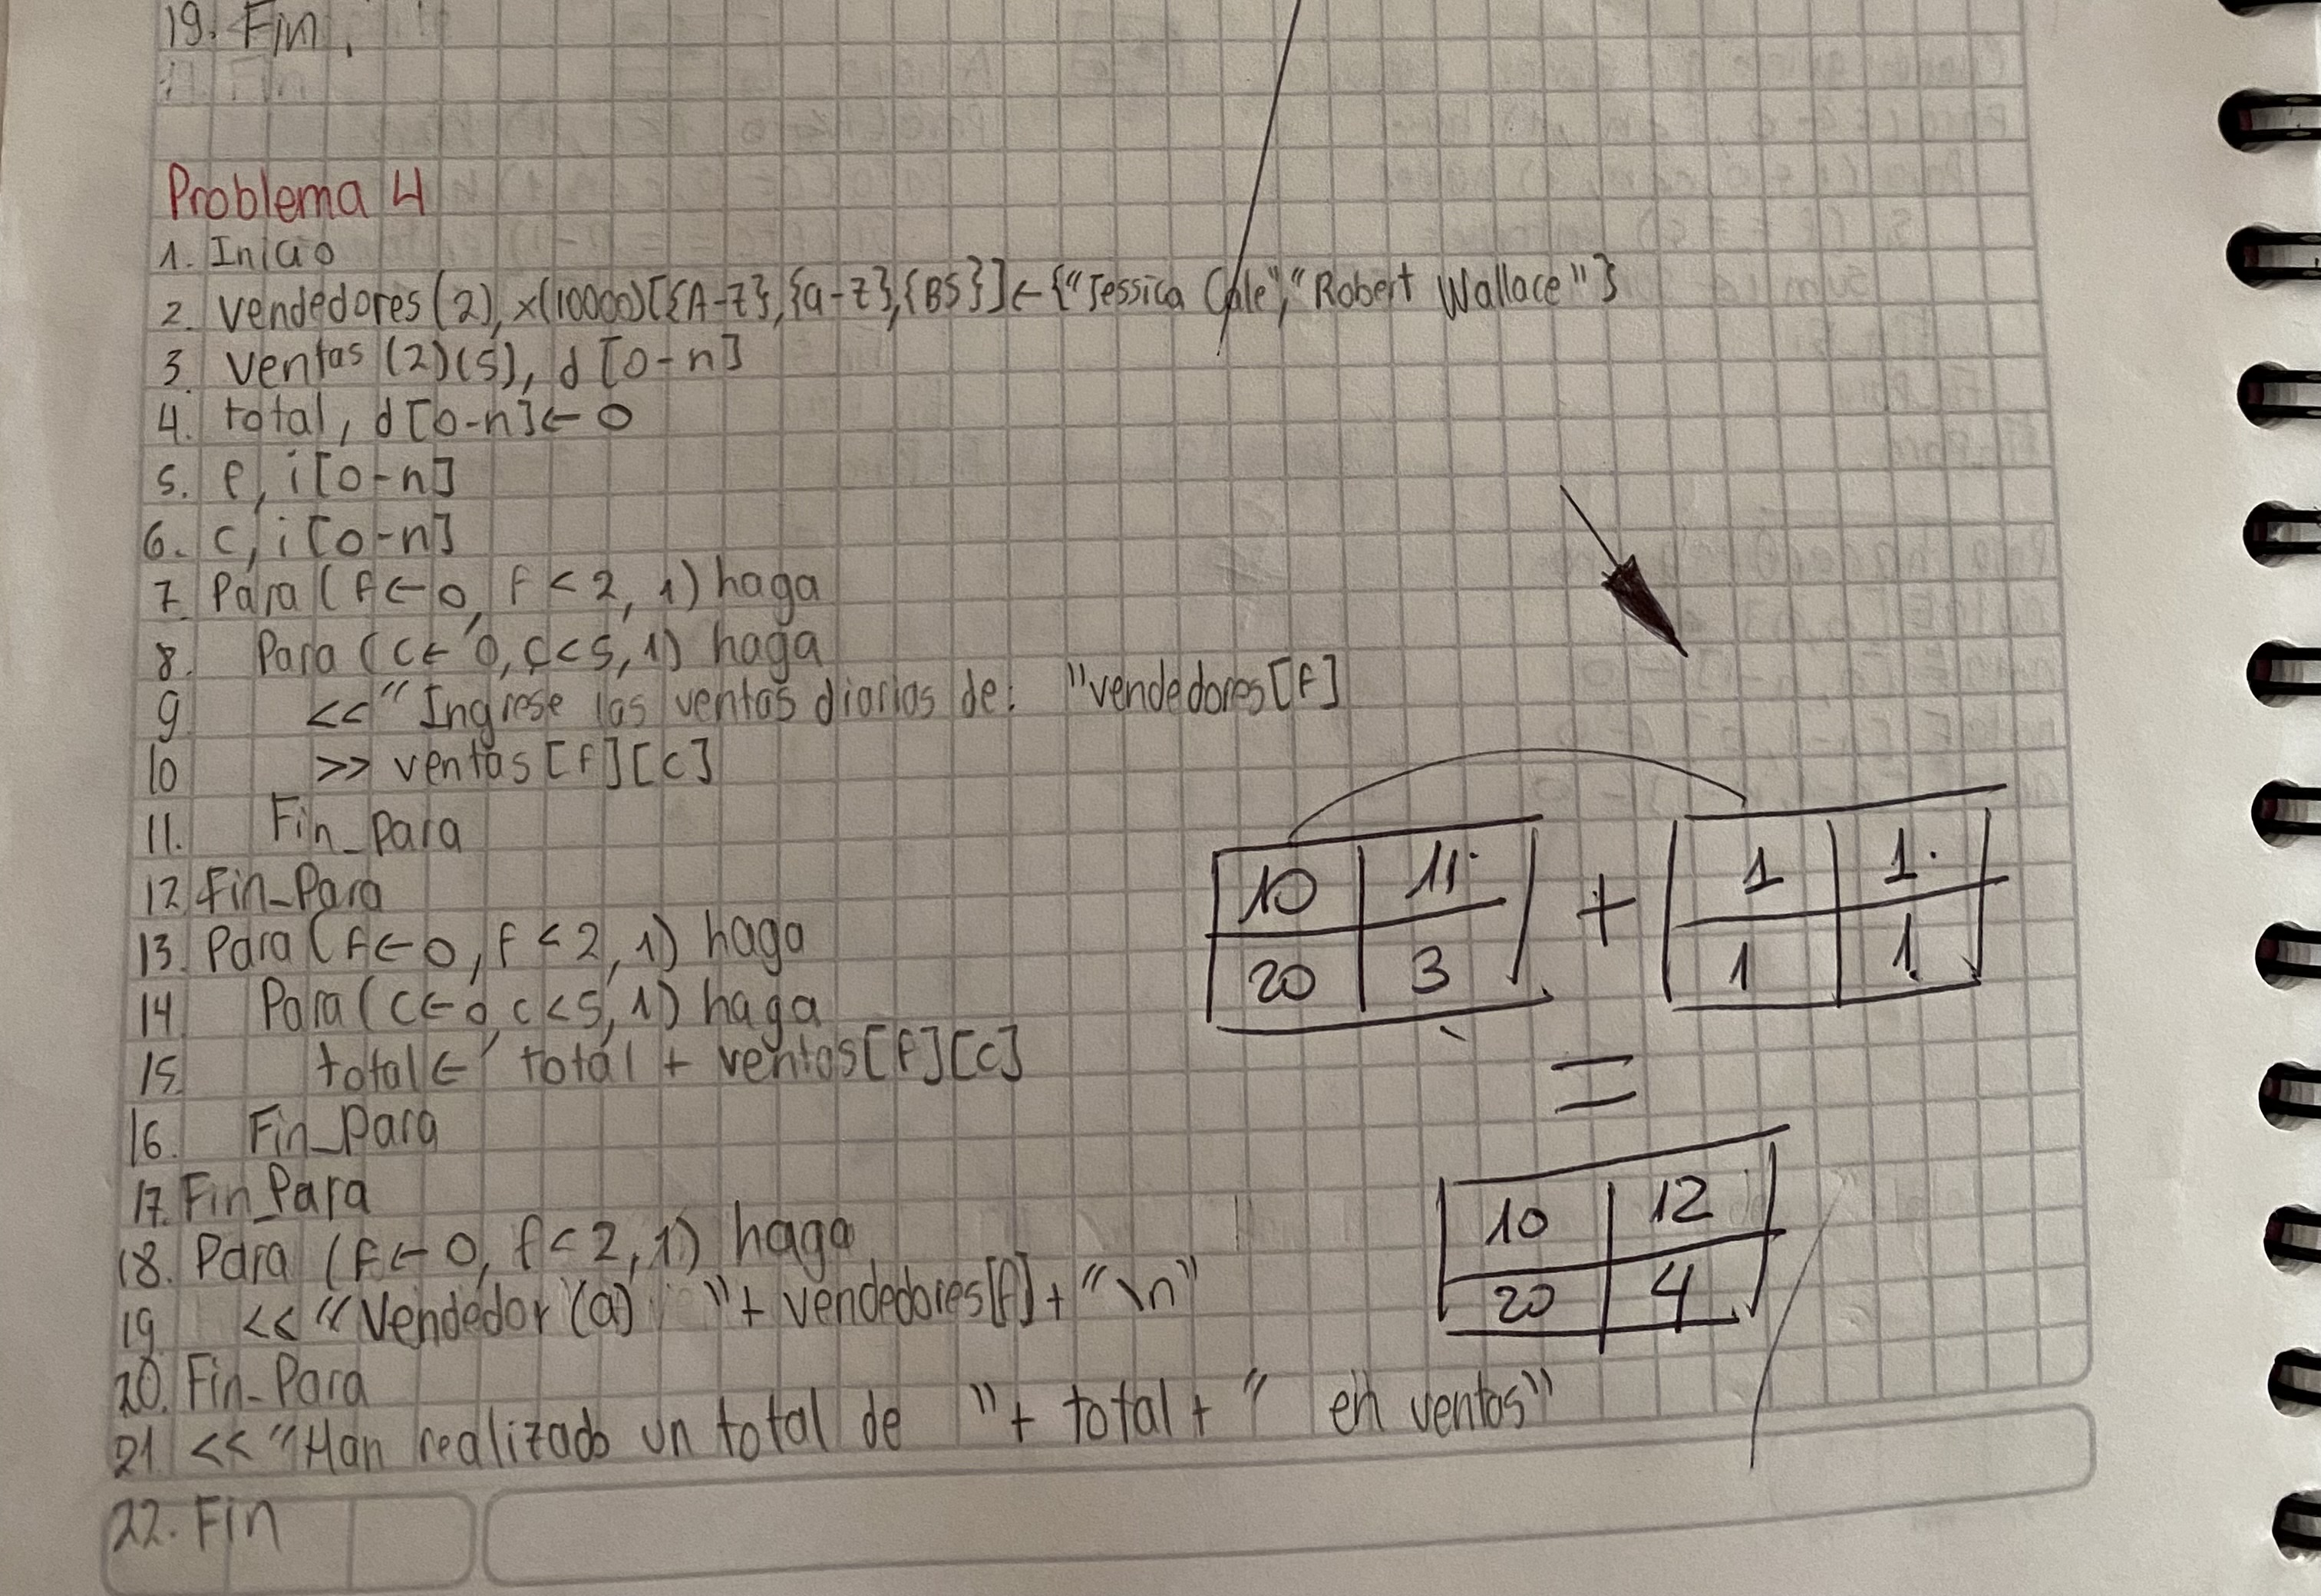 19. Fin.
Problema 4
1. Inicio
2. vendedores (2), x(10000)[{A-Z},{a-z},{BS}]←{"Jessica Cale","Robert Wallace"}
3. ventas (2)(5), d [0-n]
4. total, d[0-n]← 0
5. f, i[0-n]
6. c, i[0-n]
7. Para (f←0, f<2, 1) haga
8. Para (c← 0, c<5, 1) haga
9 << "Ingrese las ventas diarias de: "vendedores[f]
10 >> ventas[f][c]
11. Fin_para
12 Fin_Para
13. Para (f←0, f<2, 1) haga
14 Para (c←0, c<5, 1) haga
15. total← total + ventas[f][c]
16. Fin_para
17. Fin_Para
18. Para (f←0, f<2, 1) haga
19 << "Vendedor (a) "+ vendedores[f]+ "\n"
20. Fin_Para
21 << "Han realizado un total de "+ total + " en ventas"
22. Fin
10 11 + 1 1
20 3 1 1
=
10 12
20 4